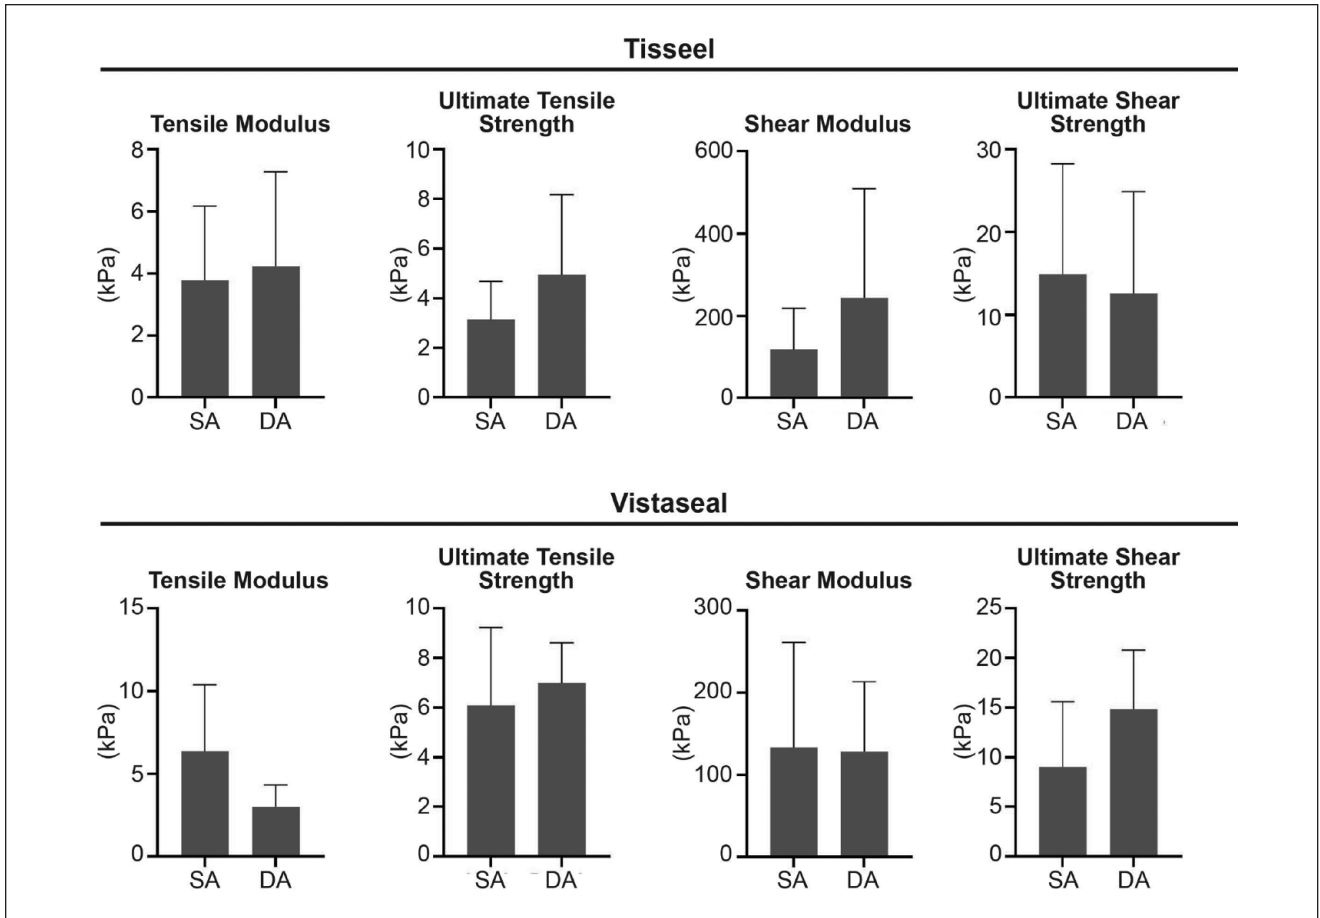 Tisseel
Tensile Modulus
8
6
4
2
0
(kPa)
SA DA
Ultimate Tensile
Strength
10
8
6
4
2
0
(kPa)
SA DA
Shear Modulus
600
400
200
0
(kPa)
SA DA
Ultimate Shear
Strength
30
20
10
0
(kPa)
SA DA
Vistaseal
Tensile Modulus
15
10
5
0
(kPa)
SA DA
Ultimate Tensile
Strength
10
8
6
4
2
0
(kPa)
SA DA
Shear Modulus
300
200
100
0
(kPa)
SA DA
Ultimate Shear
Strength
25
20
15
10
5
0
(kPa)
SA DA